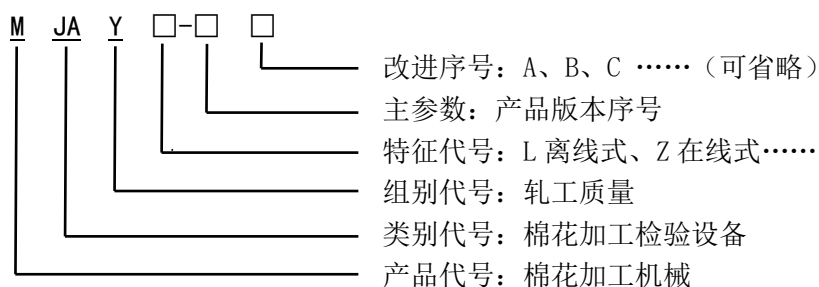 M JA Y □-□ □
改进序号：A、B、C ……（可省略）
主参数：产品版本序号
特征代号：L 离线式、Z 在线式……
组别代号：轧工质量
类别代号：棉花加工检验设备
产品代号：棉花加工机械